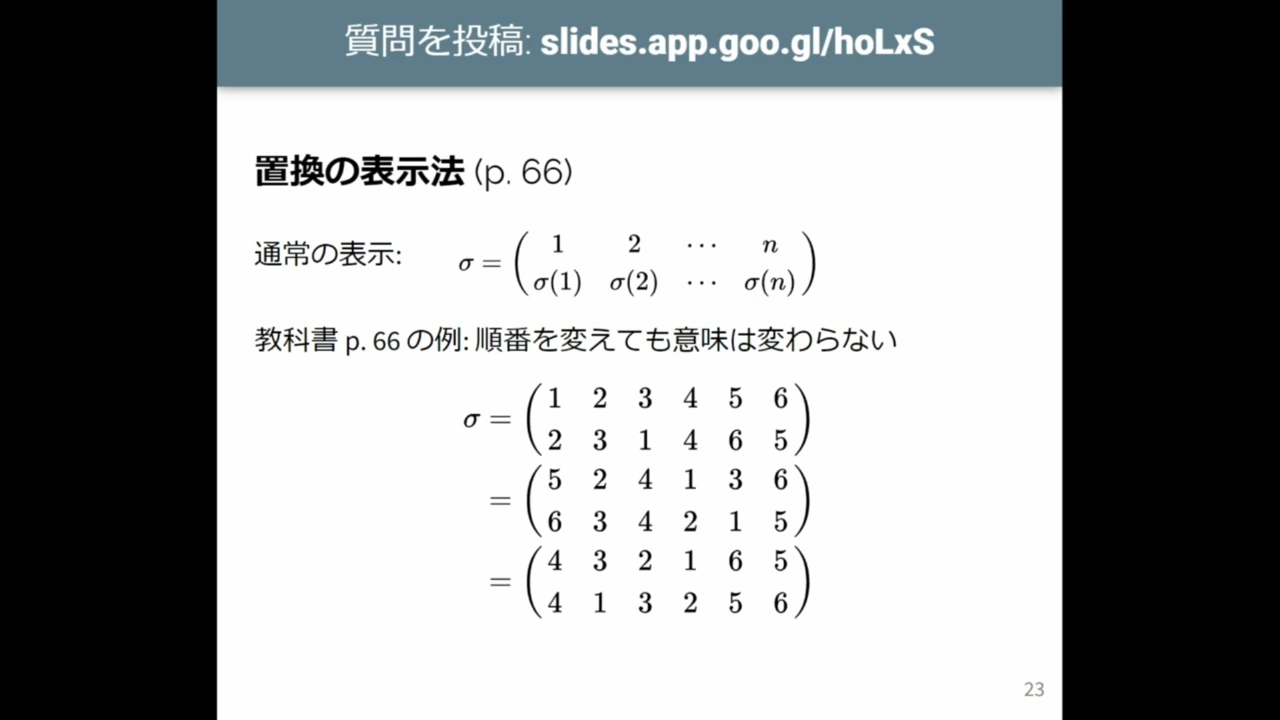 質問を投稿: slides.app.goo.gl/hoLxS
置換の表示法 (p. 66)
通常の表示: σ = ( 1 2 ⋯ n
σ(1) σ(2) ⋯ σ(n) )
教科書 p. 66 の例: 順番を変えても意味は変わらない
σ = ( 1 2 3 4 5 6
2 3 1 4 6 5 )
= ( 5 2 4 1 3 6
6 3 4 2 1 5 )
= ( 4 3 2 1 6 5
4 1 3 2 5 6 )
23